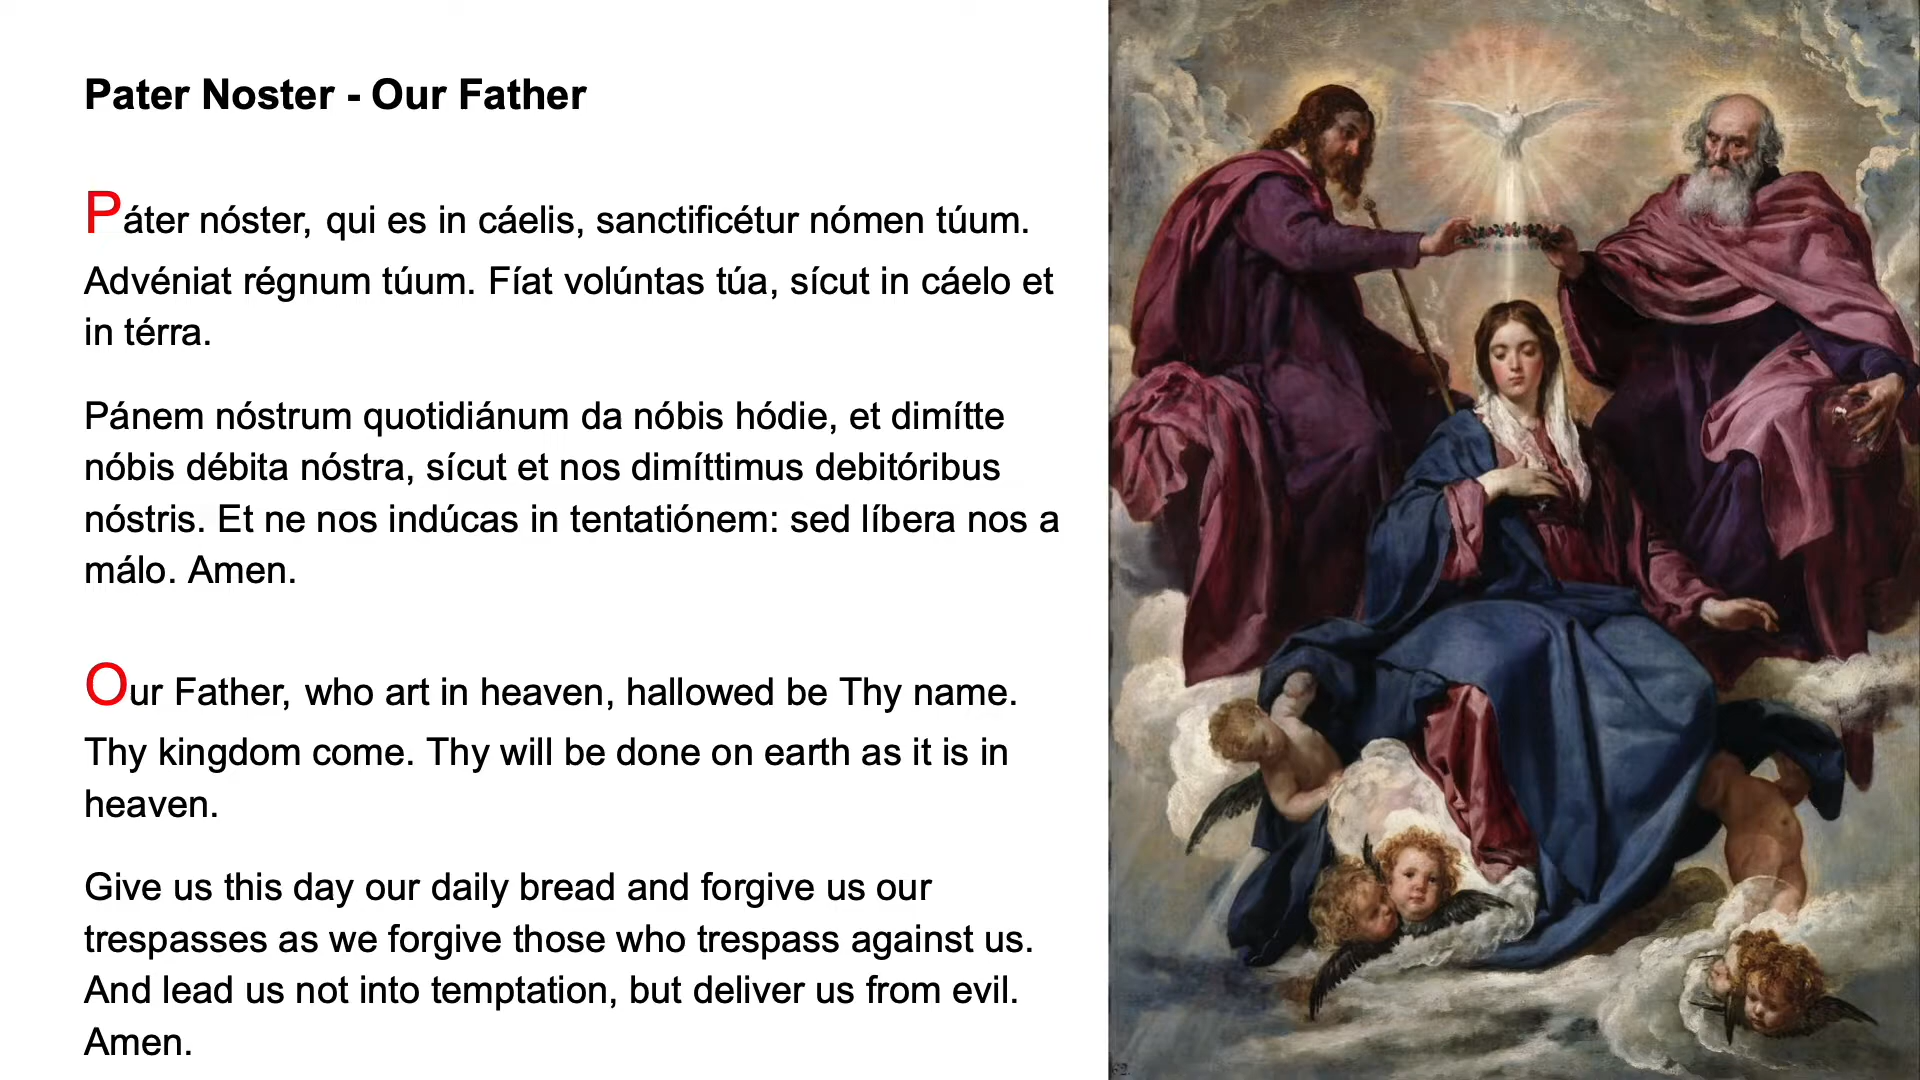 Pater Noster - Our Father
Páter nóster, qui es in cáelis, sanctificétur nómen túum.
Advéniat régnum túum. Fíat volúntas túa, sícut in cáelo et
in térra.
Pánem nóstrum quotidiánum da nóbis hódie, et dimítte
nóbis débita nóstra, sícut et nos dimíttimus debitóribus
nóstris. Et ne nos indúcas in tentatiónem: sed líbera nos a
málo. Amen.
Our Father, who art in heaven, hallowed be Thy name.
Thy kingdom come. Thy will be done on earth as it is in
heaven.
Give us this day our daily bread and forgive us our
trespasses as we forgive those who trespass against us.
And lead us not into temptation, but deliver us from evil.
Amen.